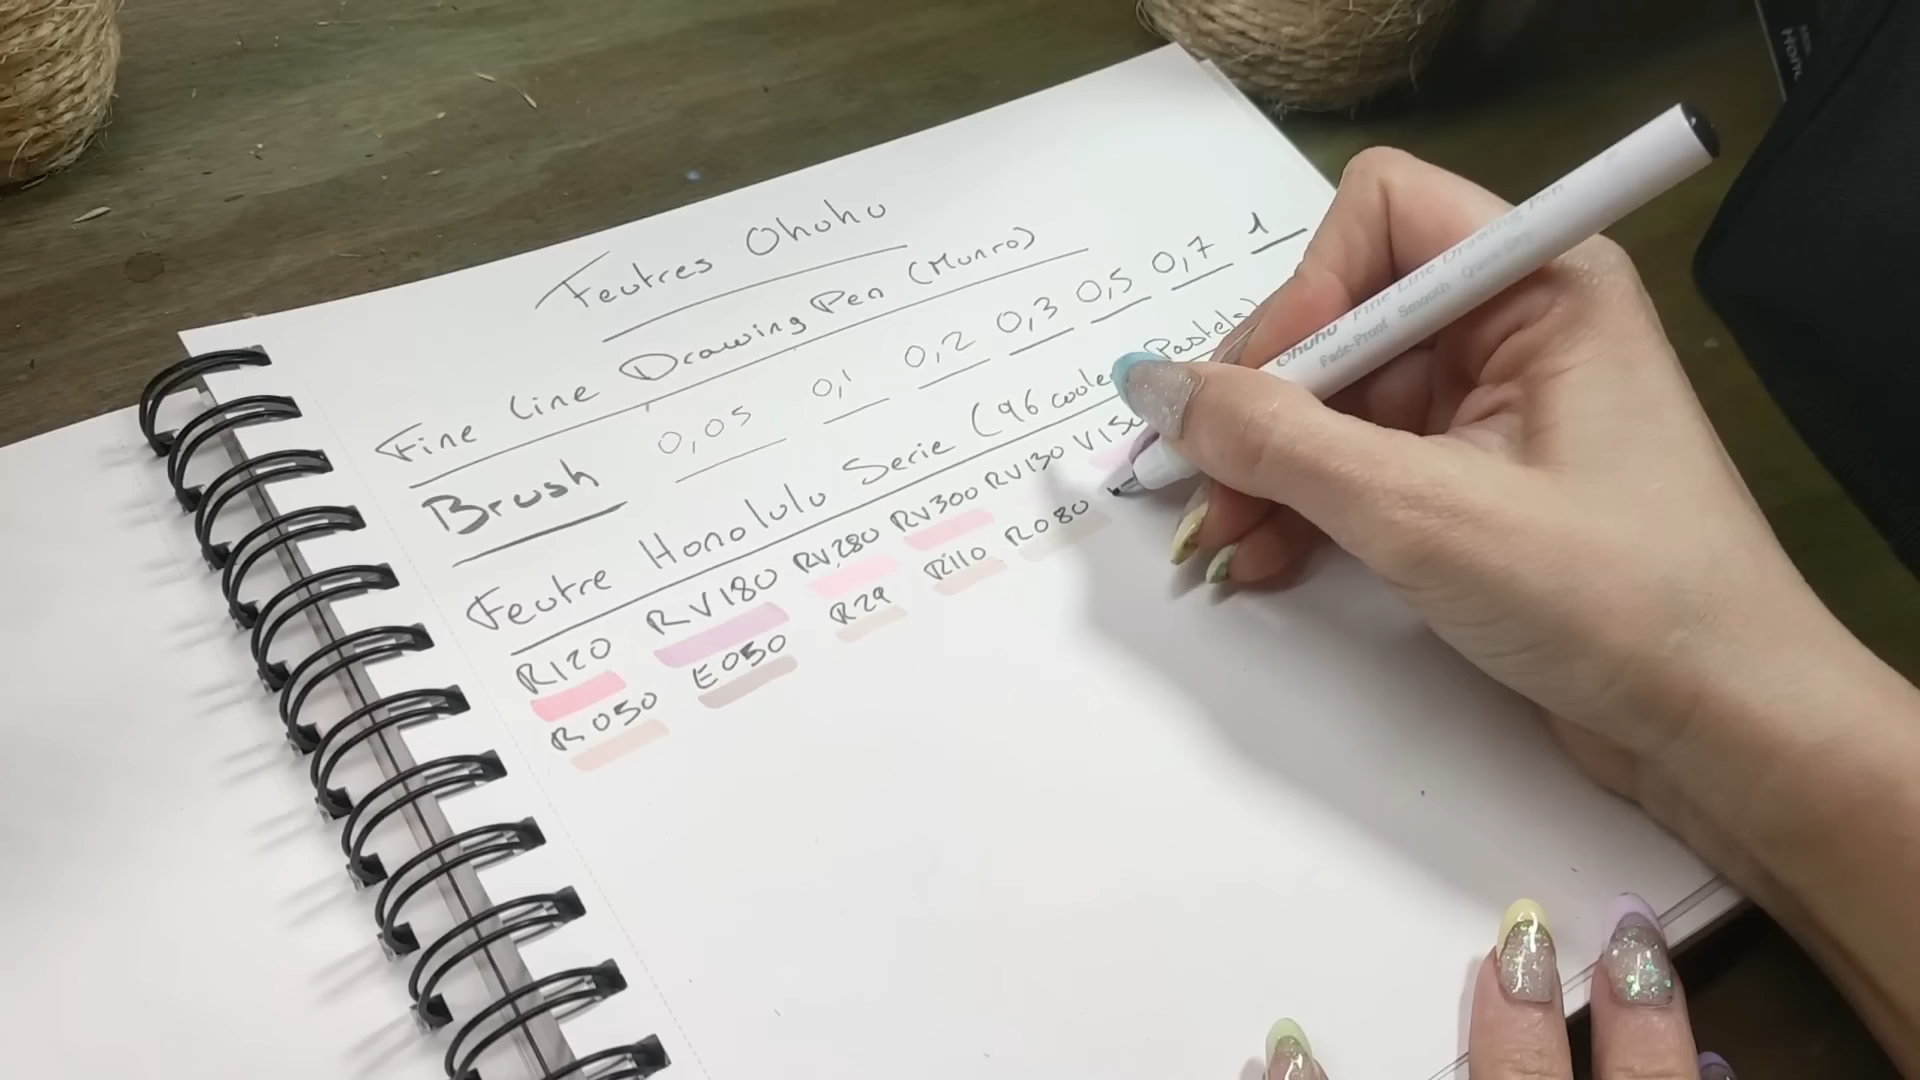 Feutres Ohuhu
Fine Line Drawing Pen (Munro)
Brush 0,05 0,1 0,2 0,3 0,5 0,7 1
Feutre Honolulu Serie (96 Pastels)
R120 RV180 RV280 RV300 RV130
R050 E050 R29 R110 R080
Ohuhu Fine Line Drawing Pen
Fade-Proof Smooth